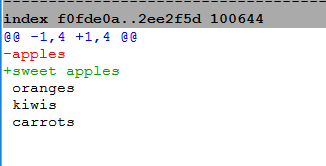 index f0fde0a..2ee2f5d 100644
@@ -1,4 +1,4 @@
-apples
+sweet apples
 oranges
 kiwis
 carrots